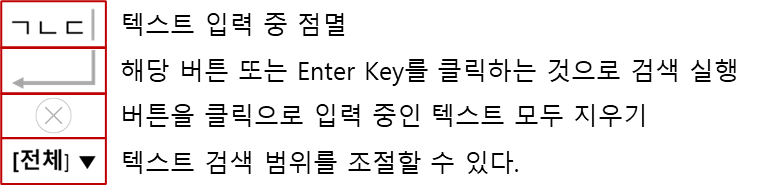 ㄱㄴㄷ 텍스트 입력 중 점멸
해당 버튼 또는 Enter Key를 클릭하는 것으로 검색 실행
버튼을 클릭으로 입력 중인 텍스트 모두 지우기
[전체] ▼ 텍스트 검색 범위를 조절할 수 있다.